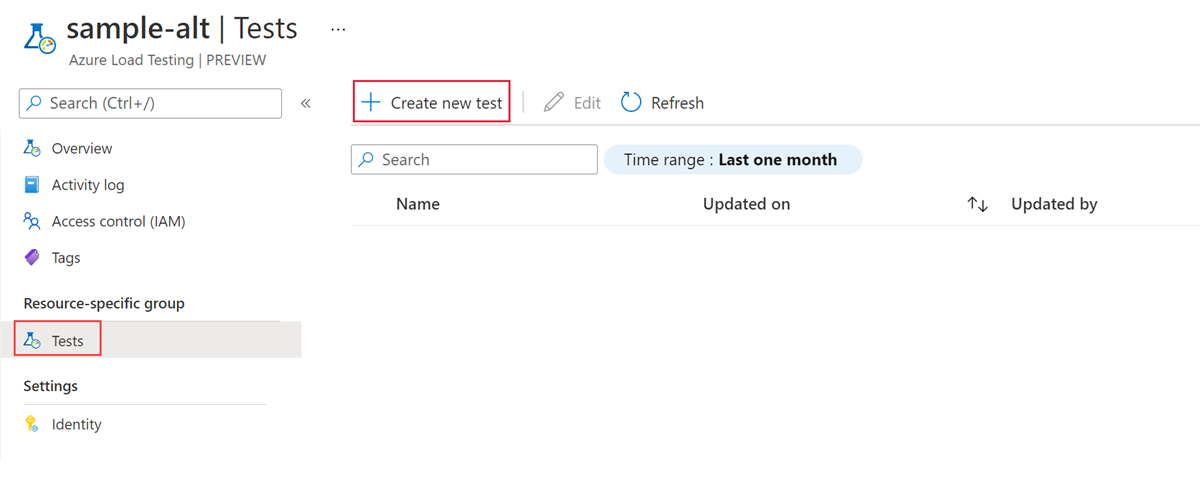 sample-alt | Tests ...
Azure Load Testing | PREVIEW
Search (Ctrl+/)
«
Overview
Activity log
Access control (IAM)
Tags
Resource-specific group
Tests
Settings
Identity
Create new test
Edit
Refresh
Search
Time range : Last one month
Name Updated on ↑↓ Updated by